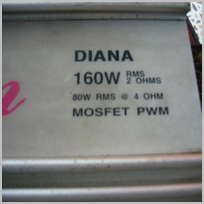 DIANA
160W RMS
2 OHMS
80W RMS @ 4 OHM
MOSFET PWM